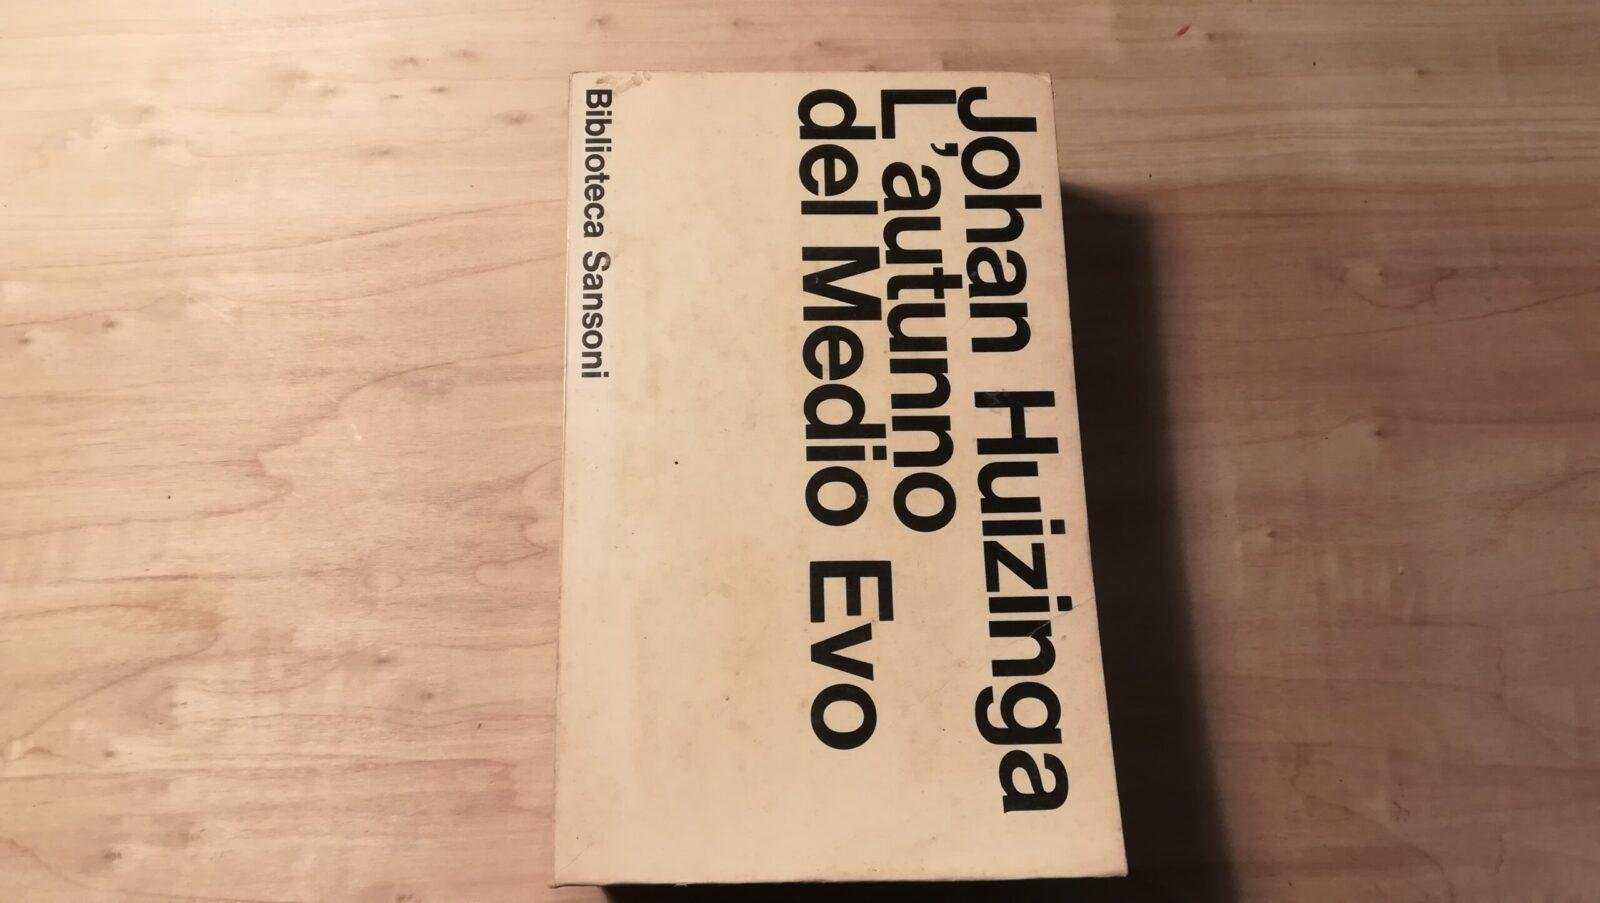 Johan Huizinga
L'autunno
del Medio Evo
Biblioteca Sansoni